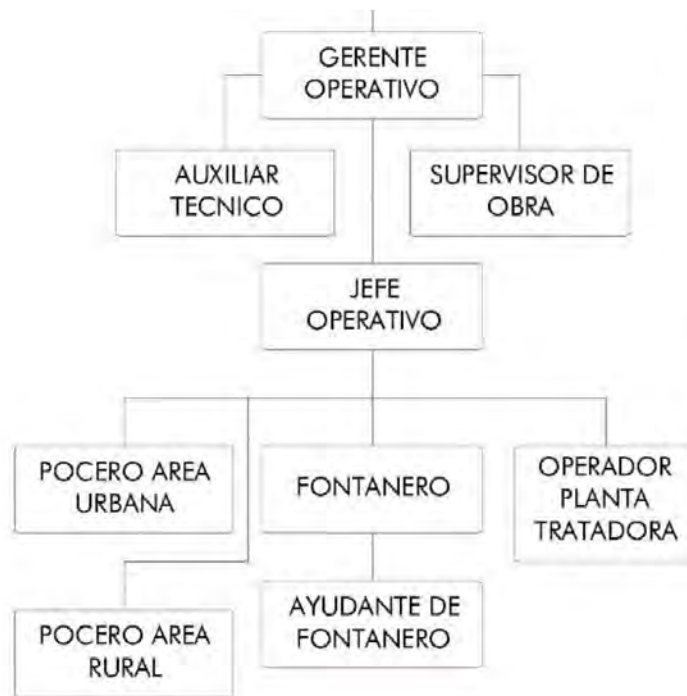 GERENTE
OPERATIVO
AUXILIAR
TECNICO
SUPERVISOR DE
OBRA
JEFE
OPERATIVO
POCERO AREA
URBANA
FONTANERO
OPERADOR
PLANTA
TRATADORA
POCERO AREA
RURAL
AYUDANTE DE
FONTANERO